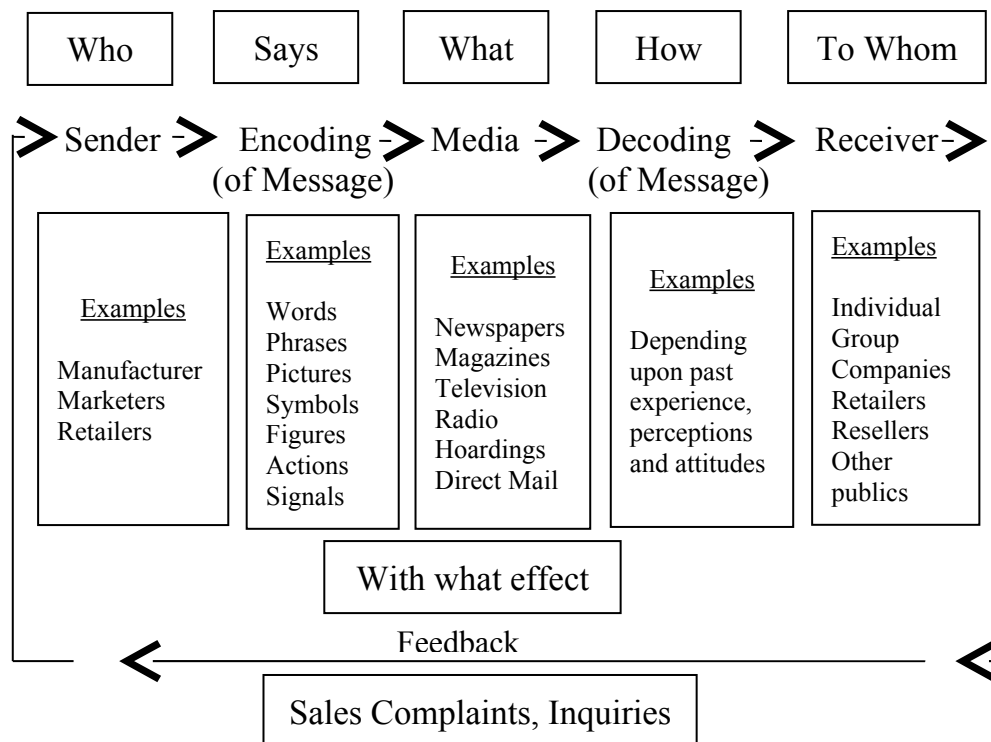 Who
Says
What
How
To Whom
Sender
Encoding
(of Message)
Media
Decoding
(of Message)
Receiver
Examples
Manufacturer
Marketers
Retailers
Examples
Words
Phrases
Pictures
Symbols
Figures
Actions
Signals
Examples
Newspapers
Magazines
Television
Radio
Hoardings
Direct Mail
Examples
Depending
upon past
experience,
perceptions
and attitudes
Examples
Individual
Group
Companies
Retailers
Resellers
Other
publics
With what effect
Feedback
Sales Complaints, Inquiries